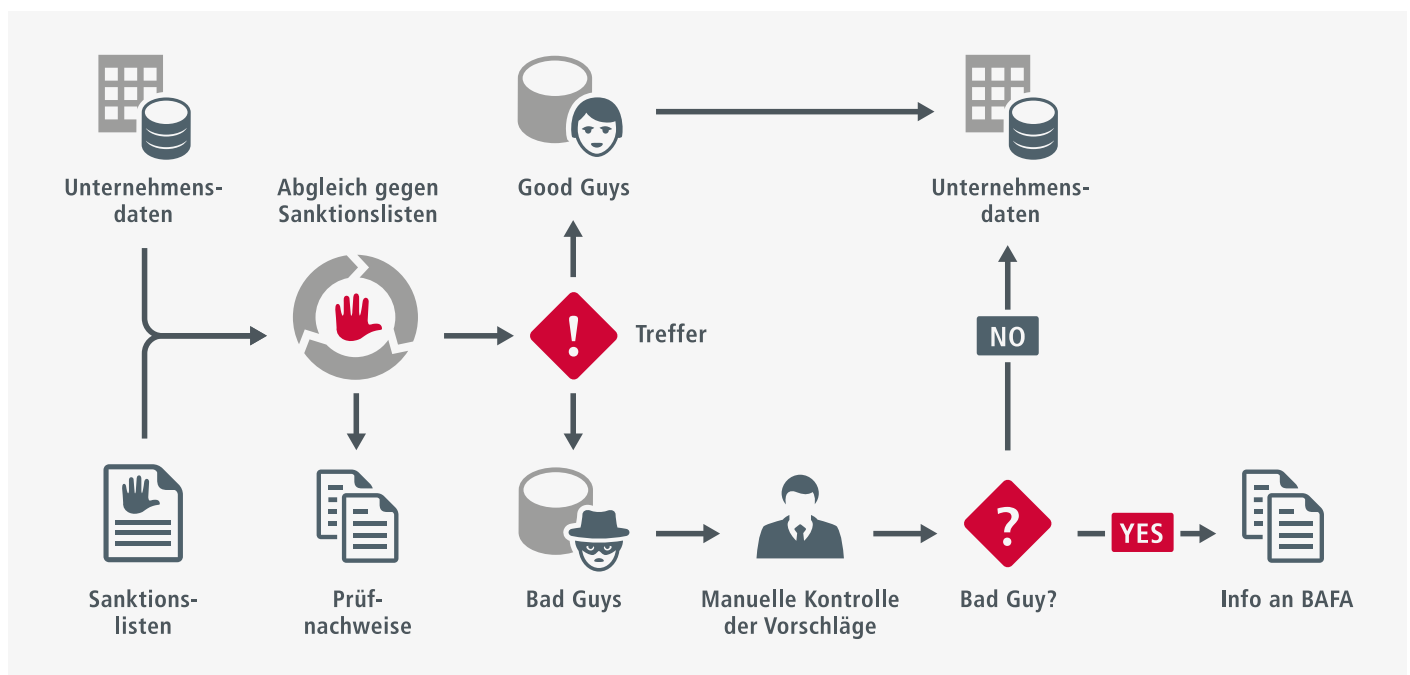 Unternehmens-
daten
Abgleich gegen
Sanktionslisten
Good Guys
Unternehmens-
daten
!
Treffer
NO
?
YES
Sanktions-
listen
Prüf-
nachweise
Bad Guys
Manuelle Kontrolle
der Vorschläge
Bad Guy?
Info an BAFA